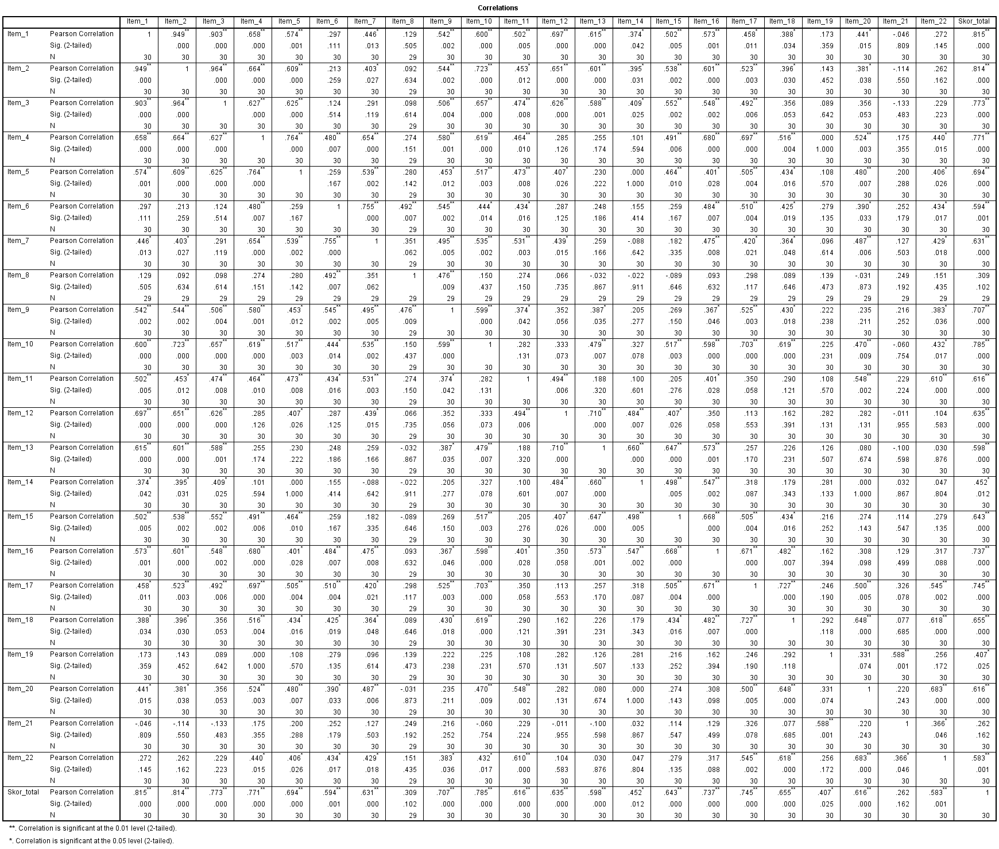 Correlations
Item_1 Item_2 Item_3 Item_4 Item_5 Item_6 Item_7 Item_8 Item_9 Item_10 Item_11 Item_12 Item_13 Item_14 Item_15 Item_16 Item_17 Item_18 Item_19 Item_20 Item_21 Item_22 Skor_total
Item_1 Pearson Correlation 1 .949** .903** .658** .574** .297 .446* .129 .542** .600** .502** .697** .615** .374* .502** .573** .458* .388* .173 .441* -.046 .272 .815**
Sig. (2-tailed) .000 .000 .000 .001 .111 .013 .505 .002 .000 .005 .000 .000 .042 .005 .001 .011 .034 .359 .015 .809 .145 .000
N 30 30 30 30 30 30 30 29 30 30 30 30 30 30 30 30 30 30 30 30 30 30 30
Item_2 Pearson Correlation .949** 1 .964** .664** .609** .213 .403* .092 .544** .723** .453* .651** .601** .395* .538** .601** .523** .396* .143 .381* -.114 .262 .814**
Sig. (2-tailed) .000 .000 .000 .000 .259 .027 .634 .002 .000 .012 .000 .000 .031 .002 .000 .003 .030 .452 .038 .550 .162 .000
N 30 30 30 30 30 30 30 29 30 30 30 30 30 30 30 30 30 30 30 30 30 30 30
Item_3 Pearson Correlation .903** .964** 1 .627** .625** .124 .291 .098 .506** .657** .474** .626** .588** .409* .552** .548** .492** .356 .089 .356 -.133 .229 .773**
Sig. (2-tailed) .000 .000 .000 .000 .514 .119 .614 .004 .000 .008 .000 .001 .025 .002 .002 .006 .053 .642 .053 .483 .223 .000
N 30 30 30 30 30 30 30 29 30 30 30 30 30 30 30 30 30 30 30 30 30 30 30
Item_4 Pearson Correlation .658** .664** .627** 1 .764** .480** .654** .274 .580** .619** .464** .285 .255 .101 .491** .680** .697** .516** .000 .524** .175 .440* .771**
Sig. (2-tailed) .000 .000 .000 .000 .007 .000 .151 .001 .000 .010 .126 .174 .594 .006 .000 .000 .004 1.000 .003 .355 .015 .000
N 30 30 30 30 30 30 30 29 30 30 30 30 30 30 30 30 30 30 30 30 30 30 30
Item_5 Pearson Correlation .574** .609** .625** .764** 1 .259 .539** .280 .453* .517** .473** .407* .230 .000 .464** .401* .505** .434* .108 .480** .200 .406* .694**
Sig. (2-tailed) .001 .000 .000 .000 .167 .002 .142 .012 .003 .008 .026 .222 1.000 .010 .028 .004 .016 .570 .007 .288 .026 .000
N 30 30 30 30 30 30 30 29 30 30 30 30 30 30 30 30 30 30 30 30 30 30 30
Item_6 Pearson Correlation .297 .213 .124 .480** .259 1 .755** .492** .545** .444* .434* .287 .248 .155 .259 .484** .510** .425* .279 .390* .252 .434* .594**
Sig. (2-tailed) .111 .259 .514 .007 .167 .000 .007 .002 .014 .016 .125 .186 .414 .167 .007 .004 .019 .135 .033 .179 .017 .001
N 30 30 30 30 30 30 30 29 30 30 30 30 30 30 30 30 30 30 30 30 30 30 30
Item_7 Pearson Correlation .446* .403* .291 .654** .539** .755** 1 .351 .495** .535** .531** .439* .259 -.088 .182 .475** .420* .364* .096 .487** .127 .429* .631**
Sig. (2-tailed) .013 .027 .119 .000 .002 .000 .062 .005 .002 .003 .015 .166 .642 .335 .008 .021 .048 .614 .006 .503 .018 .000
N 30 30 30 30 30 30 30 29 30 30 30 30 30 30 30 30 30 30 30 30 30 30 30
Item_8 Pearson Correlation .129 .092 .098 .274 .280 .492** .351 1 .476** .150 .274 .066 -.032 -.022 -.089 .093 .298 .089 .139 -.031 .249 .151 .309
Sig. (2-tailed) .505 .634 .614 .151 .142 .007 .062 .009 .437 .150 .735 .867 .911 .646 .632 .117 .646 .473 .873 .192 .435 .102
N 29 29 29 29 29 29 29 29 29 29 29 29 29 29 29 29 29 29 29 29 29 29 29
Item_9 Pearson Correlation .542** .544** .506** .580** .453* .545** .495** .476** 1 .599** .374* .352 .387* .205 .269 .367* .525** .430* .222 .235 .216 .383* .707**
Sig. (2-tailed) .002 .002 .004 .001 .012 .002 .005 .009 .000 .042 .056 .035 .277 .150 .046 .003 .018 .238 .211 .252 .036 .000
N 30 30 30 30 30 30 30 29 30 30 30 30 30 30 30 30 30 30 30 30 30 30 30
Item_10 Pearson Correlation .600** .723** .657** .619** .517** .444* .535** .150 .599** 1 .282 .333 .479** .327 .517** .598** .703** .619** .225 .470** -.060 .432* .785**
Sig. (2-tailed) .000 .000 .000 .000 .003 .014 .002 .437 .000 .131 .073 .007 .078 .003 .000 .000 .000 .231 .009 .754 .017 .000
N 30 30 30 30 30 30 30 29 30 30 30 30 30 30 30 30 30 30 30 30 30 30 30
Item_11 Pearson Correlation .502** .453* .474** .464** .473** .434* .531** .274 .374* .282 1 .494** .188 .100 .205 .401* .350 .290 .108 .548** .229 .610** .616**
Sig. (2-tailed) .005 .012 .008 .010 .008 .016 .003 .150 .042 .131 .006 .320 .601 .276 .028 .058 .121 .570 .002 .224 .000 .000
N 30 30 30 30 30 30 30 29 30 30 30 30 30 30 30 30 30 30 30 30 30 30 30
Item_12 Pearson Correlation .697** .651** .626** .285 .407* .287 .439* .066 .352 .333 .494** 1 .710** .484** .407* .350 .113 .162 .282 .282 -.011 .104 .635**
Sig. (2-tailed) .000 .000 .000 .126 .026 .125 .015 .735 .056 .073 .006 .000 .007 .026 .058 .553 .391 .131 .131 .955 .583 .000
N 30 30 30 30 30 30 30 29 30 30 30 30 30 30 30 30 30 30 30 30 30 30 30
Item_13 Pearson Correlation .615** .601** .588** .255 .230 .248 .259 -.032 .387* .479** .188 .710** 1 .660** .647** .573** .257 .226 .126 .080 -.100 .030 .598**
Sig. (2-tailed) .000 .000 .001 .174 .222 .186 .166 .867 .035 .007 .320 .000 .000 .000 .001 .170 .231 .507 .674 .598 .876 .000
N 30 30 30 30 30 30 30 29 30 30 30 30 30 30 30 30 30 30 30 30 30 30 30
Item_14 Pearson Correlation .374* .395* .409* .101 .000 .155 -.088 -.022 .205 .327 .100 .484** .660** 1 .498** .547** .318 .179 .281 .000 .032 .047 .452*
Sig. (2-tailed) .042 .031 .025 .594 1.000 .414 .642 .911 .277 .078 .601 .007 .000 .005 .002 .087 .343 .133 1.000 .867 .804 .012
N 30 30 30 30 30 30 30 29 30 30 30 30 30 30 30 30 30 30 30 30 30 30 30
Item_15 Pearson Correlation .502** .538** .552** .491** .464** .259 .182 -.089 .269 .517** .205 .407* .647** .498** 1 .668** .505** .434* .216 .274 .114 .279 .643**
Sig. (2-tailed) .005 .002 .002 .006 .010 .167 .335 .646 .150 .003 .276 .026 .000 .005 .000 .004 .016 .252 .143 .547 .135 .000
N 30 30 30 30 30 30 30 29 30 30 30 30 30 30 30 30 30 30 30 30 30 30 30
Item_16 Pearson Correlation .573** .601** .548** .680** .401* .484** .475** .093 .367* .598** .401* .350 .573** .547** .668** 1 .671** .482** .162 .308 .129 .317 .737**
Sig. (2-tailed) .001 .000 .002 .000 .028 .007 .008 .632 .046 .000 .028 .058 .001 .002 .000 .000 .007 .394 .098 .499 .088 .000
N 30 30 30 30 30 30 30 29 30 30 30 30 30 30 30 30 30 30 30 30 30 30 30
Item_17 Pearson Correlation .458* .523** .492** .697** .505** .510** .420* .298 .525** .703** .350 .113 .257 .318 .505** .671** 1 .727** .246 .500** .326 .545** .745**
Sig. (2-tailed) .011 .003 .006 .000 .004 .004 .021 .117 .003 .000 .058 .553 .170 .087 .004 .000 .000 .190 .005 .078 .002 .000
N 30 30 30 30 30 30 30 29 30 30 30 30 30 30 30 30 30 30 30 30 30 30 30
Item_18 Pearson Correlation .388* .396* .356 .516** .434* .425* .364* .089 .430* .619** .290 .162 .226 .179 .434* .482** .727** 1 .292 .648** .077 .618** .655**
Sig. (2-tailed) .034 .030 .053 .004 .016 .019 .048 .646 .018 .000 .121 .391 .231 .343 .016 .007 .000 .118 .000 .685 .000 .000
N 30 30 30 30 30 30 30 29 30 30 30 30 30 30 30 30 30 30 30 30 30 30 30
Item_19 Pearson Correlation .173 .143 .089 .000 .108 .279 .096 .139 .222 .225 .108 .282 .126 .281 .216 .162 .246 .292 1 .331 .588** .256 .407*
Sig. (2-tailed) .359 .452 .642 1.000 .570 .135 .614 .473 .238 .231 .570 .131 .507 .133 .252 .394 .190 .118 .074 .001 .172 .025
N 30 30 30 30 30 30 30 29 30 30 30 30 30 30 30 30 30 30 30 30 30 30 30
Item_20 Pearson Correlation .441* .381* .356 .524** .480** .390* .487** -.031 .235 .470** .548** .282 .080 .000 .274 .308 .500** .648** .331 1 .220 .683** .616**
Sig. (2-tailed) .015 .038 .053 .003 .007 .033 .006 .873 .211 .009 .002 .131 .674 1.000 .143 .098 .005 .000 .074 .243 .000 .000
N 30 30 30 30 30 30 30 29 30 30 30 30 30 30 30 30 30 30 30 30 30 30 30
Item_21 Pearson Correlation -.046 -.114 -.133 .175 .200 .252 .127 .249 .216 -.060 .229 -.011 -.100 .032 .114 .129 .326 .077 .588** .220 1 .366* .262
Sig. (2-tailed) .809 .550 .483 .355 .288 .179 .503 .192 .252 .754 .224 .955 .598 .867 .547 .499 .078 .685 .001 .243 .046 .162
N 30 30 30 30 30 30 30 29 30 30 30 30 30 30 30 30 30 30 30 30 30 30 30
Item_22 Pearson Correlation .272 .262 .229 .440* .406* .434* .429* .151 .383* .432* .610** .104 .030 .047 .279 .317 .545** .618** .256 .683** .366* 1 .583**
Sig. (2-tailed) .145 .162 .223 .015 .026 .017 .018 .435 .036 .017 .000 .583 .876 .804 .135 .088 .002 .000 .172 .000 .046 .001
N 30 30 30 30 30 30 30 29 30 30 30 30 30 30 30 30 30 30 30 30 30 30 30
Skor_total Pearson Correlation .815** .814** .773** .771** .694** .594** .631** .309 .707** .785** .616** .635** .598** .452* .643** .737** .745** .655** .407* .616** .262 .583** 1
Sig. (2-tailed) .000 .000 .000 .000 .000 .001 .000 .102 .000 .000 .000 .000 .000 .012 .000 .000 .000 .000 .025 .000 .162 .001
N 30 30 30 30 30 30 30 29 30 30 30 30 30 30 30 30 30 30 30 30 30 30 30
**. Correlation is significant at the 0.01 level (2-tailed).
*. Correlation is significant at the 0.05 level (2-tailed).